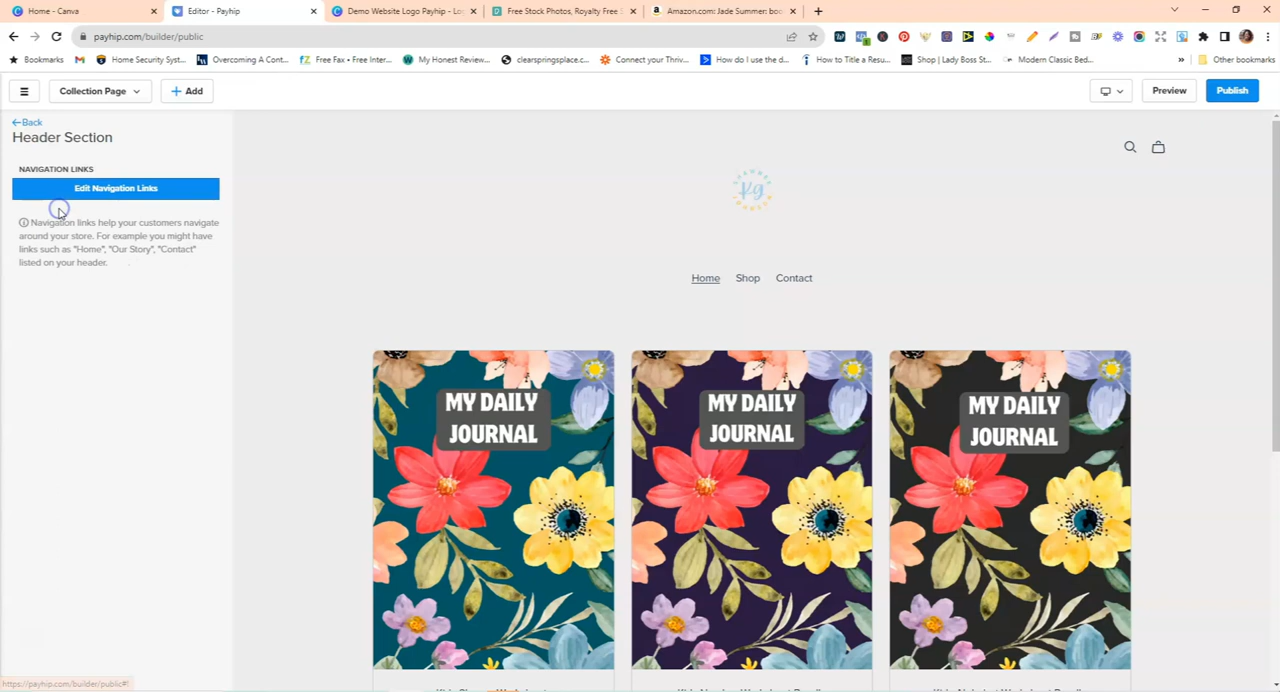 Home - Canva
Editor - Payhip
Demo Website Logo Payhip - Lo
Free Stock Photos, Royalty Free S
Amazon.com: Jade Summer: boo
payhip.com/builder/public
Bookmarks
Home Security Syst...
Overcoming A Cont...
Free Fax • Free Inter...
My Honest Review...
clearspringsplace.c...
Connect your Thriv...
How do I use the d...
How to Title a Resu...
Shop | Lady Boss St...
Modern Classic Bed...
»
Other bookmarks
Collection Page
+ Add
Preview
Publish
←Back
Header Section
NAVIGATION LINKS
Edit Navigation Links
Navigation links help your customers navigate
around your store. For example you might have
links such as "Home", "Our Story", "Contact"
listed on your header.
Kg
Home Shop Contact
MY DAILY
JOURNAL
MY DAILY
JOURNAL
MY DAILY
JOURNAL
https://payhip.com/builder/public#!